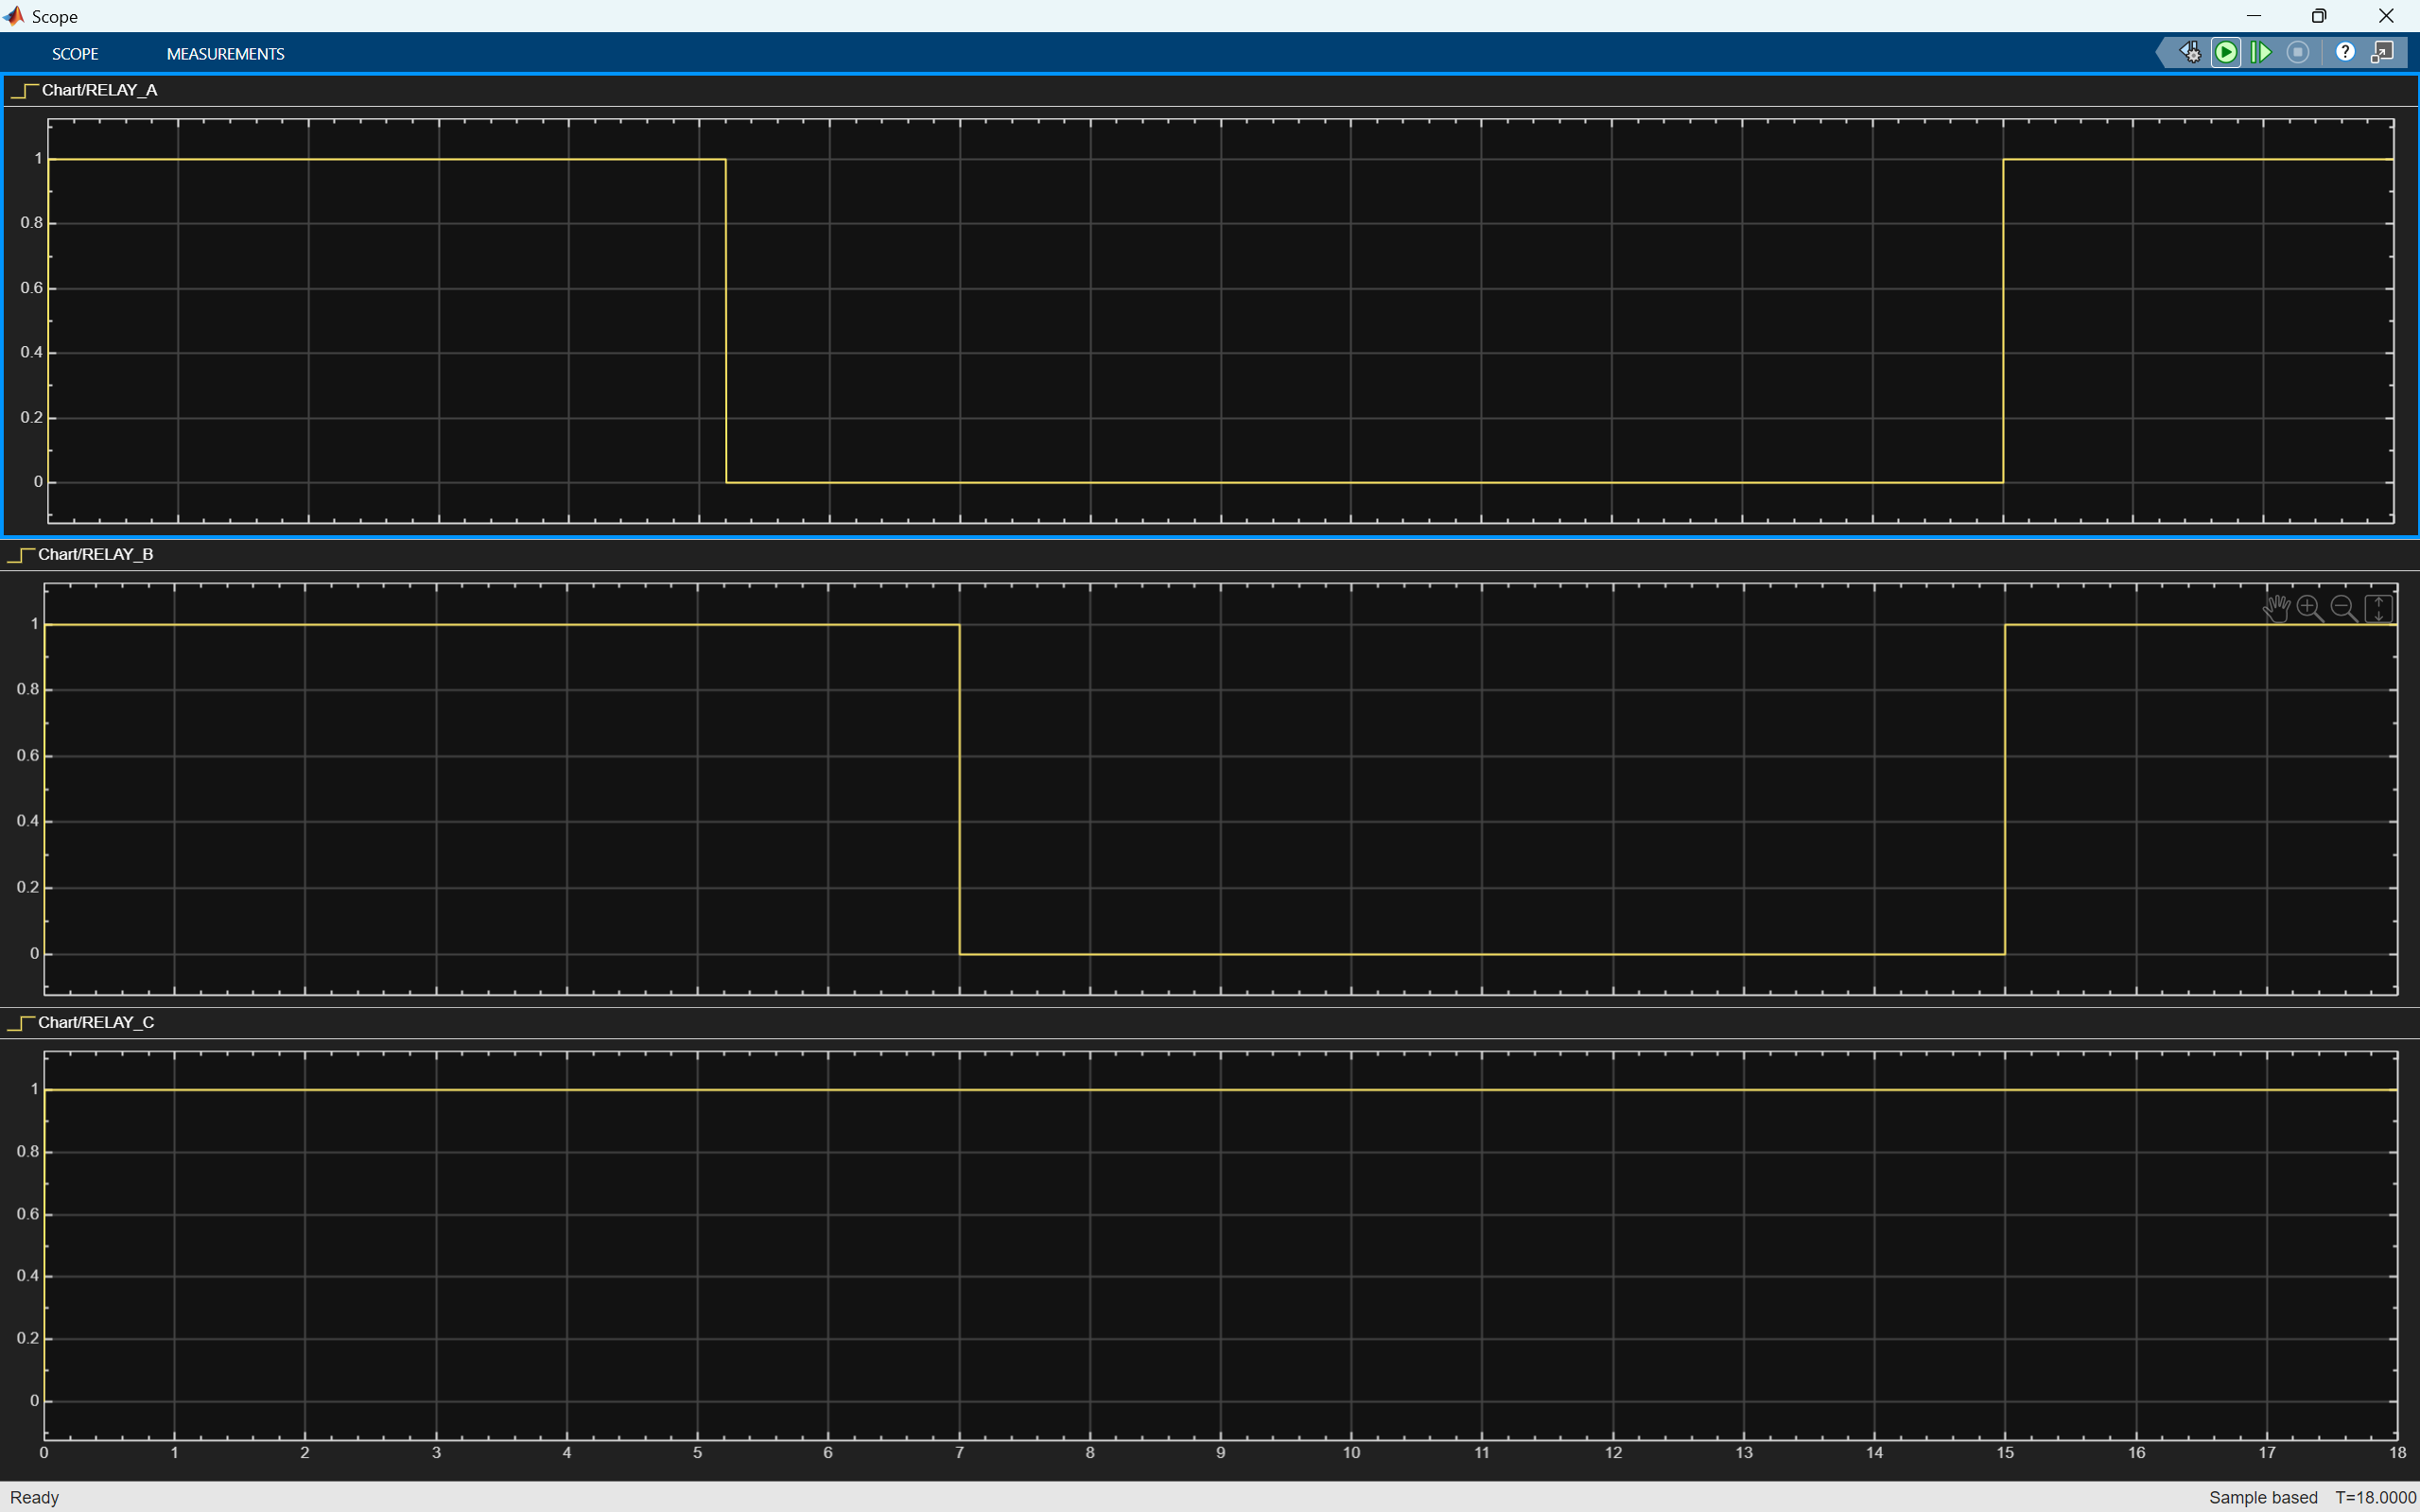 Scope
SCOPE MEASUREMENTS ?
Chart/RELAY_A
1
0.8
0.6
0.4
0.2
0
Chart/RELAY_B
1
0.8
0.6
0.4
0.2
0
Chart/RELAY_C
1
0.8
0.6
0.4
0.2
0
0 1 2 3 4 5 6 7 8 9 10 11 12 13 14 15 16 17 18
Ready Sample based T=18.0000